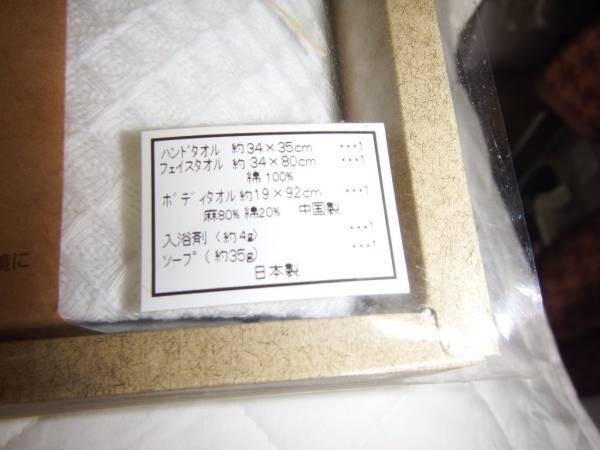 ハンドタオル 約34×35cm …1
フェイスタオル 約34×80cm …1
綿 100%
ボディタオル約19×92cm …1
麻80% 綿20% 中国製
入浴剤(約4g) …1
ソープ(約35g) …1
日本製
境に